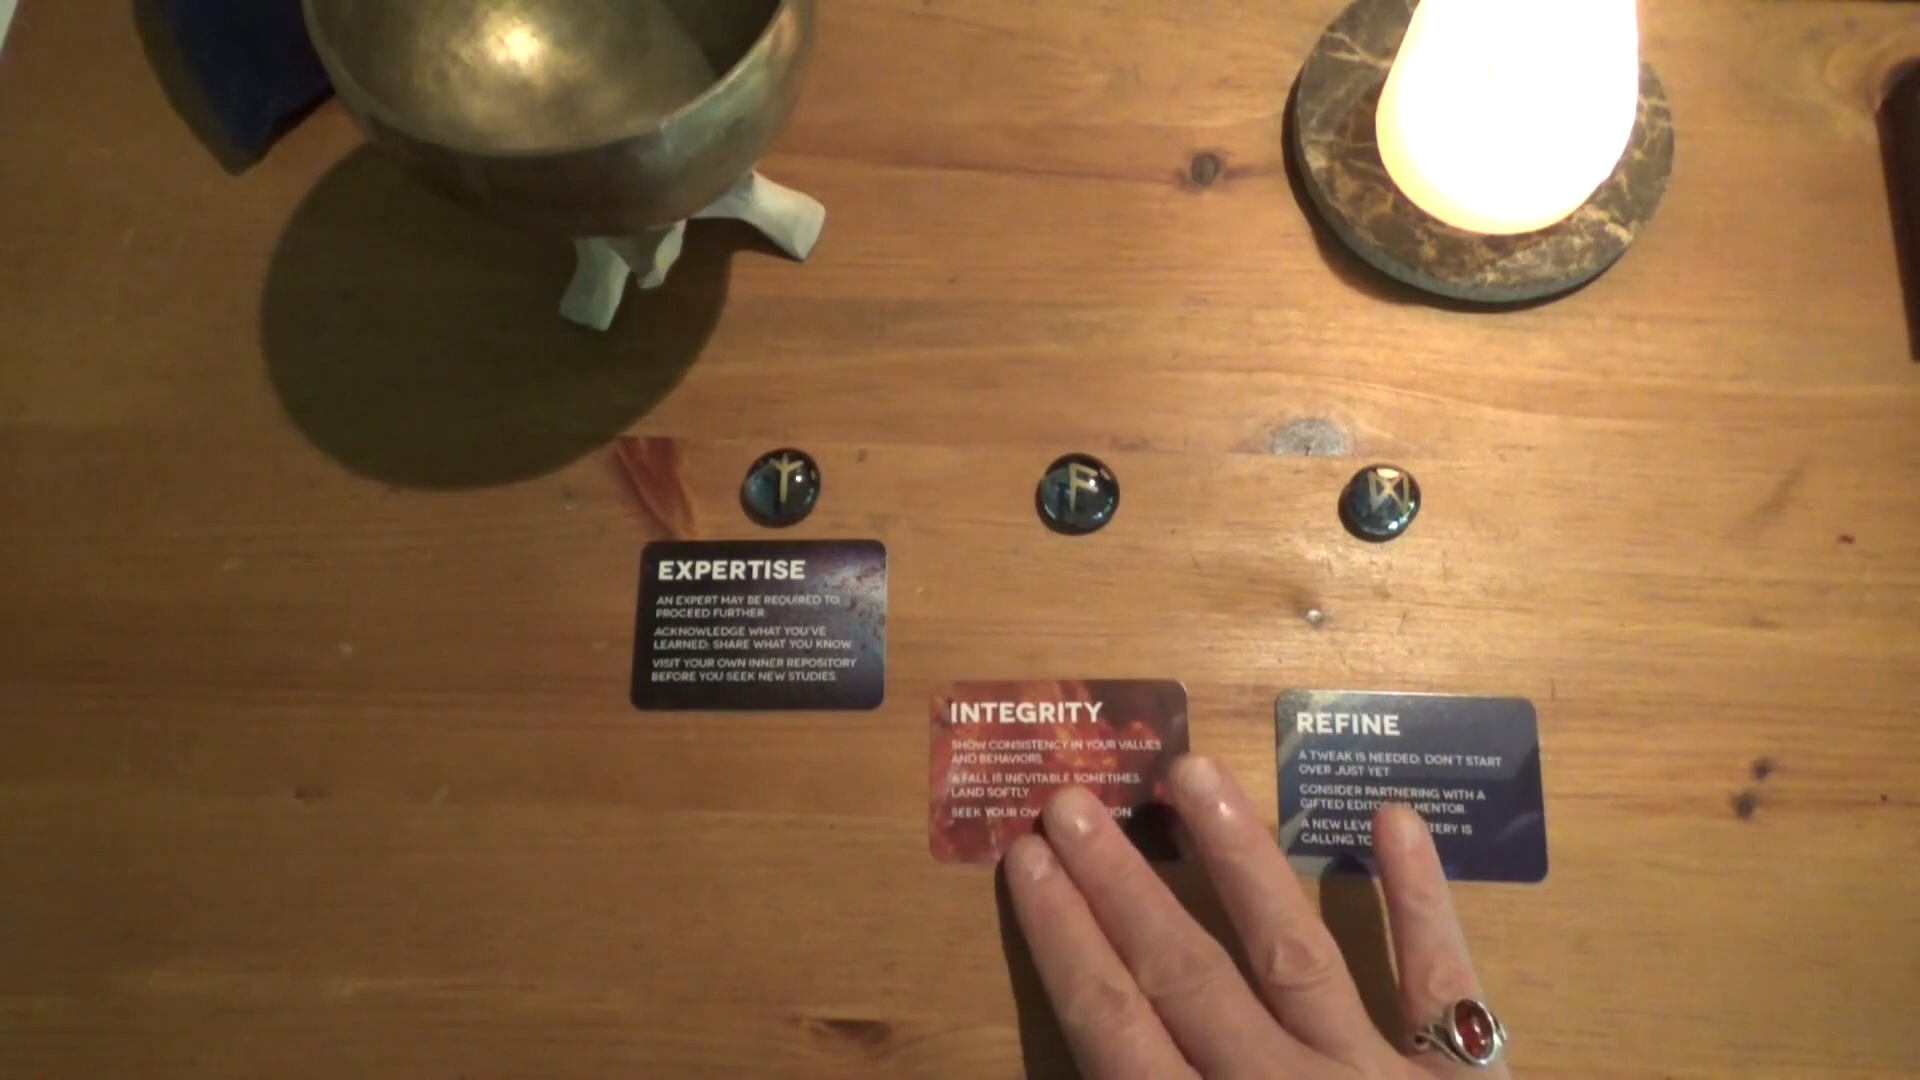 ᛉ
ᚩ
ᛞ
EXPERTISE
AN EXPERT MAY BE REQUIRED TO
PROCEED FURTHER.
ACKNOWLEDGE WHAT YOU'VE
LEARNED; SHARE WHAT YOU KNOW.
VISIT YOUR OWN INNER REPOSITORY
BEFORE YOU SEEK NEW STUDIES.
INTEGRITY
SHOW CONSISTENCY IN YOUR VALUES
AND BEHAVIORS.
A FALL IS INEVITABLE SOMETIMES.
LAND SOFTLY.
SEEK YOUR
REFINE
A TWEAK IS NEEDED. DON'T START
OVER JUST YET.
CONSIDER PARTNERING WITH A
GIFTED EDITOR MENTOR.
A NEW IS
CALLING